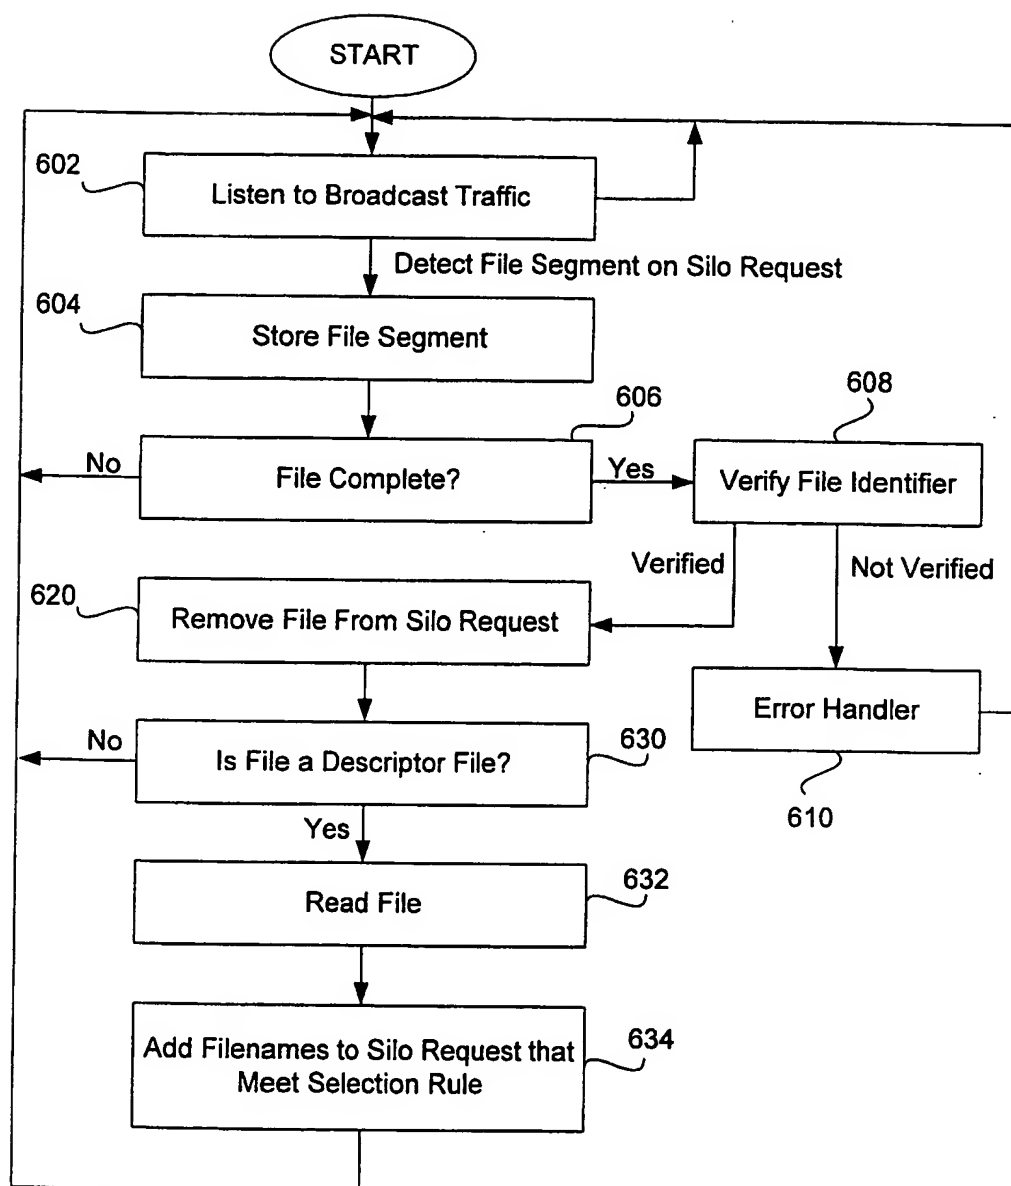 START
602
Listen to Broadcast Traffic
Detect File Segment on Silo Request
604
Store File Segment
606
608
No
File Complete?
Yes
Verify File Identifier
Verified
Not Verified
620
Remove File From Silo Request
Error Handler
No
Is File a Descriptor File?
630
610
Yes
Read File
632
Add Filenames to Silo Request that
Meet Selection Rule
634